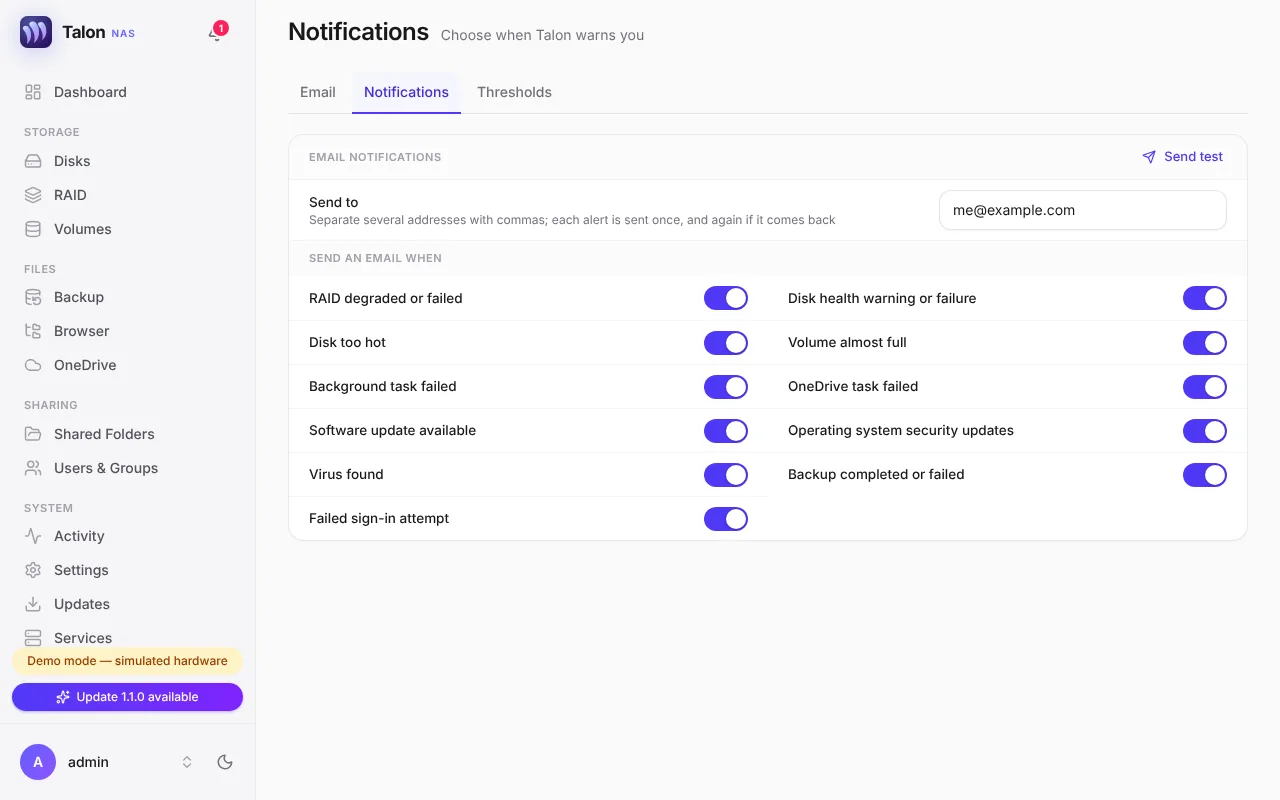 Talon NAS
1
Dashboard
STORAGE
Disks
RAID
Volumes
FILES
Backup
Browser
OneDrive
SHARING
Shared Folders
Users & Groups
SYSTEM
Activity
Settings
Updates
Services
Demo mode — simulated hardware
Update 1.1.0 available
A admin
Notifications Choose when Talon warns you
Email Notifications Thresholds
EMAIL NOTIFICATIONS Send test
Send to
Separate several addresses with commas; each alert is sent once, and again if it comes back
me@example.com
SEND AN EMAIL WHEN
RAID degraded or failed Disk health warning or failure
Disk too hot Volume almost full
Background task failed OneDrive task failed
Software update available Operating system security updates
Virus found Backup completed or failed
Failed sign-in attempt